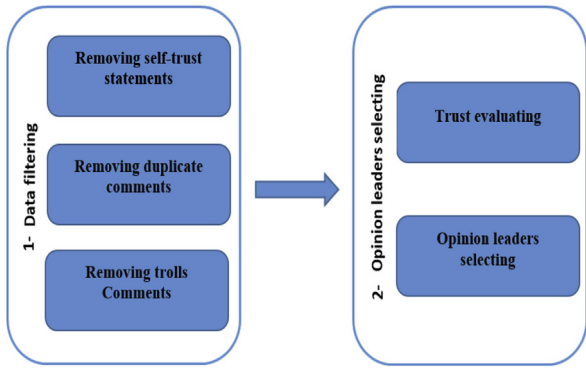 1- Data filtering
Removing self-trust
statements
Removing duplicate
comments
Removing trolls
Comments
2- Opinion leaders selecting
Trust evaluating
Opinion leaders
selecting